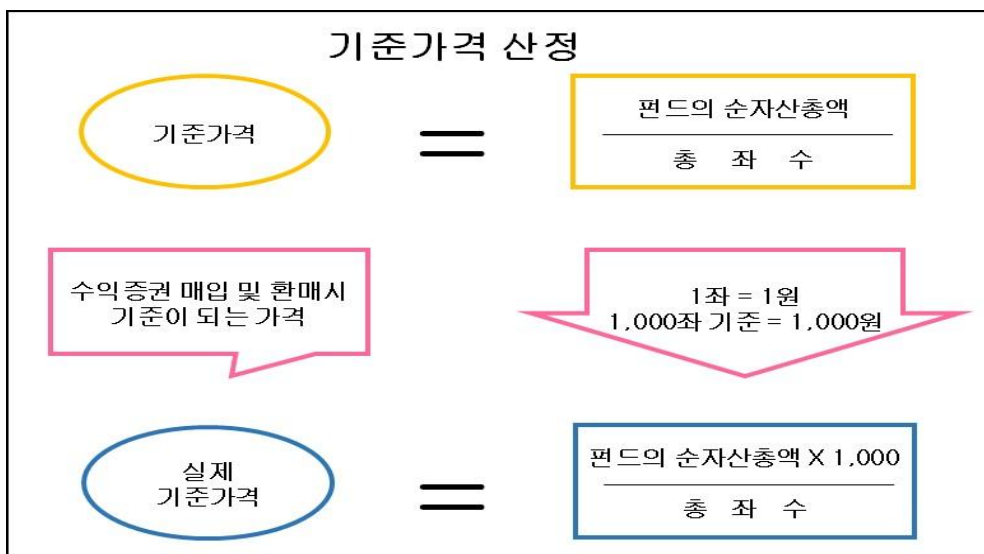 기준가격 산정
기준가격
=
펀드의 순자산총액
총 좌 수
수익증권 매입 및 환매시
기준이 되는 가격
1좌 = 1원
1,000좌 기준 = 1,000원
실제
기준가격
=
펀드의 순자산총액 X 1,000
총 좌 수